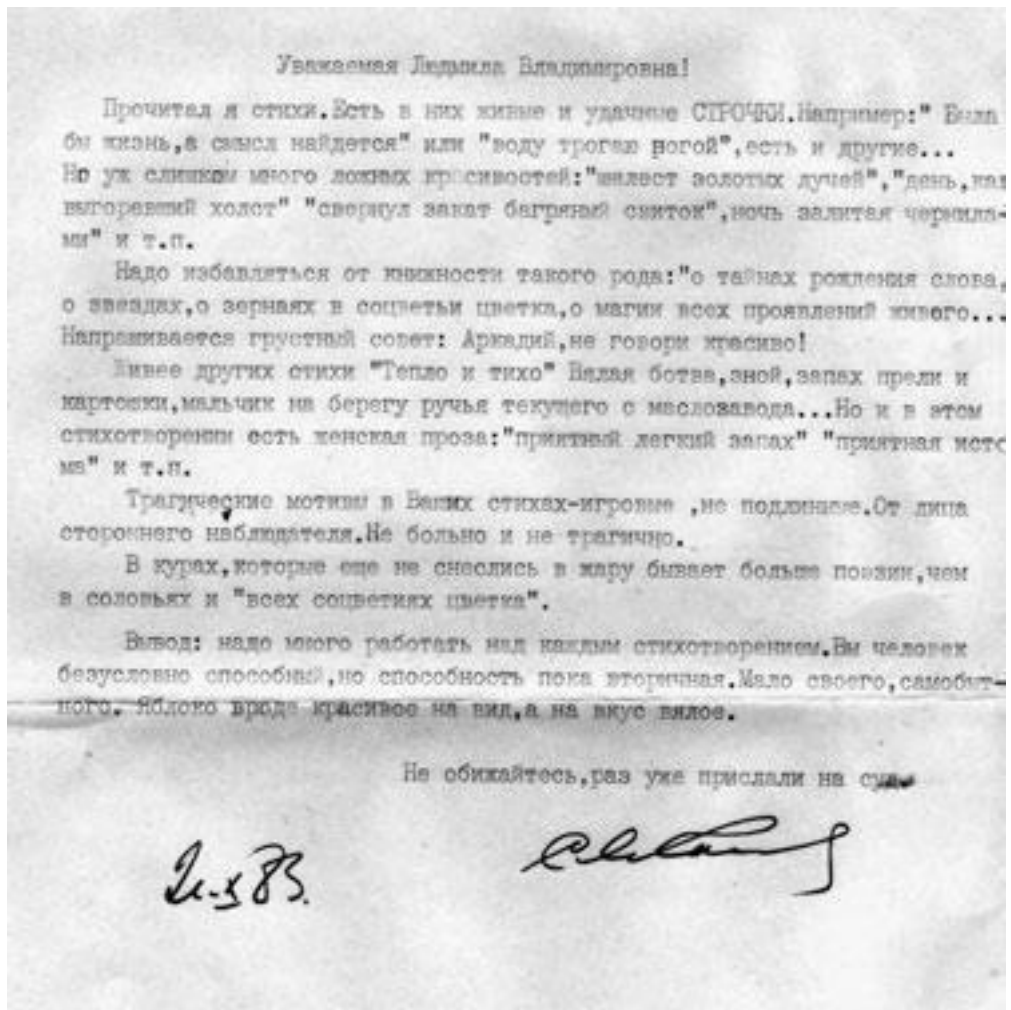 Уважаемая Людмила Владимировна!
Прочитал я стихи.Есть в них живые и удачные СТРОЧКИ.Например:" Была
бы жизнь,а смысл найдется" или "воду трогаю ногой",есть и другие...
Но уж слишком много ложных красивостей:"шелест золотых лучей","день,как
выгоревший холст" "свернул закат багряный свиток",ночь залитая чернила-
ми" и т.п.
Надо избавляться от книжности такого рода:"о тайнах рождения слова,
о звездах,о зернаях в соцветьи цветка,о магии всех проявлений живого...
Напрашивается грустный совет: Аркадий,не говори красиво!
Живее других стихи "Тепло и тихо" Вялая ботва,зной,запах прели и
картошки,мальчик на берегу ручья текущего с маслозавода...Но и в этом
стихотворении есть женская проза:"приятный легкий запах" "приятная исто
ма" и т.п.
Трагические мотивы в Ваших стихах-игровые ,не подлинные.От лица
стороннего наблюдателя.Не больно и не трагично.
В курах,которые еще не снеслись в жару бывает больше поэзии,чем
в соловьях и "всех соцветиях цветка".
Вывод: надо много работать над каждым стихотворением.Вы человек
безусловно способный,но способность пока вторичная.Мало своего,самобыт-
ного. Яблоко вроде красивое на вид,а на вкус вялое.
Не обижайтесь,раз уже прислали на суд.
X 83.